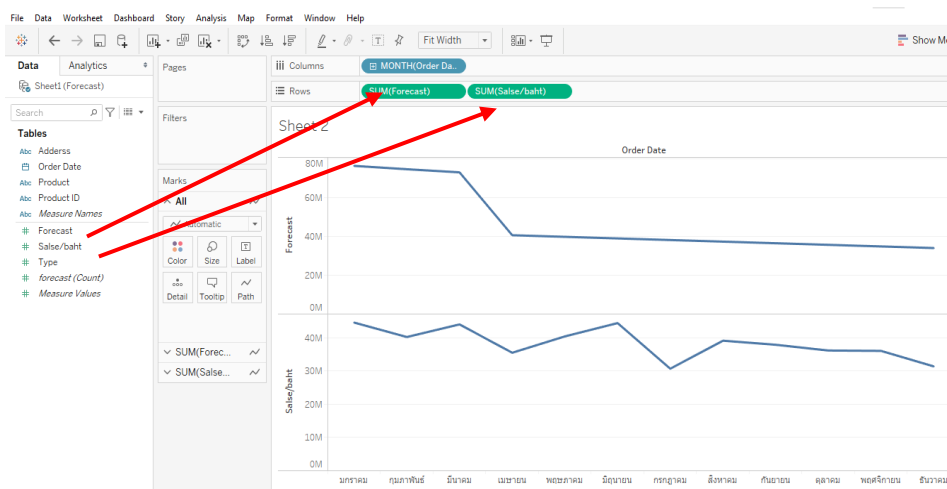 File Data Worksheet Dashboard Story Analysis Map Format Window Help
Fit Width
Show Me
Data Analytics
Sheet1 (Forecast)
Search
Tables
Abc Adderss
Order Date
Abc Product
Abc Product ID
Abc Measure Names
# Forecast
# Salse/baht
# Type
# forecast (Count)
# Measure Values
Pages
Filters
Marks
All
Automatic
Color Size Label
Detail Tooltip Path
SUM(Forec...
SUM(Salse...
Columns MONTH(Order Da..
Rows SUM(Forecast) SUM(Salse/baht)
Sheet 2
Order Date
80M
60M
40M
20M
0M
Forecast
40M
30M
20M
10M
0M
Salse/baht
มกราคม กุมภาพันธ์ มีนาคม เมษายน พฤษภาคม มิถุนายน กรกฎาคม สิงหาคม กันยายน ตุลาคม พฤศจิกายน ธันวาคม